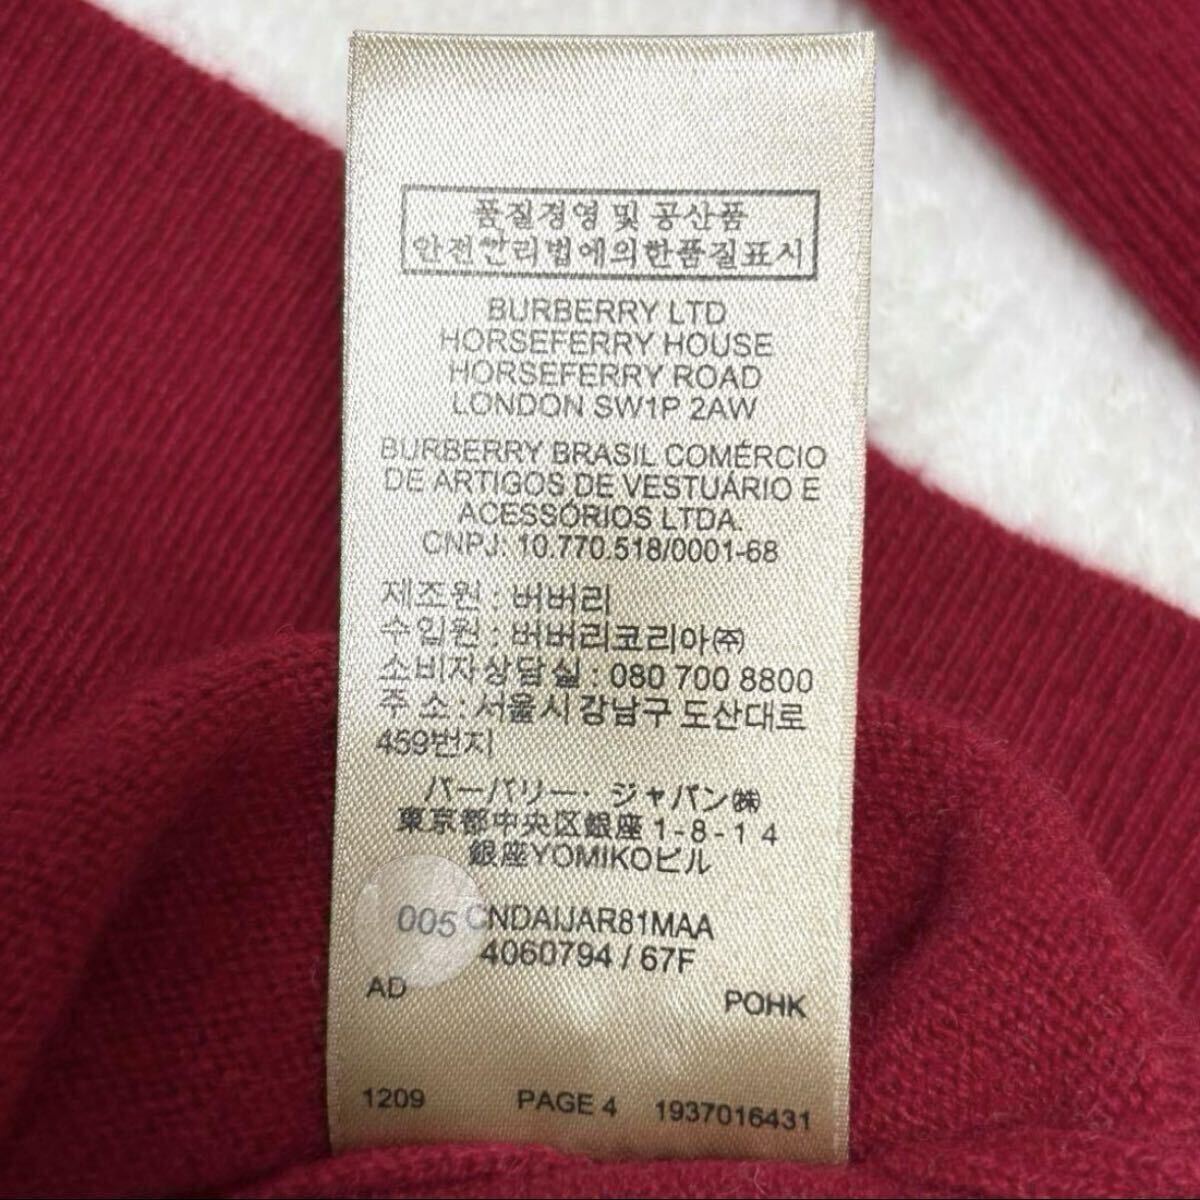 품질경영 및 공산품
안전관리법에의한품질표시
BURBERRY LTD
HORSEFERRY HOUSE
HORSEFERRY ROAD
LONDON SW1P 2AW
BURBERRY BRASIL COMÉRCIO
DE ARTIGOS DE VESTUÁRIO E
ACESSÓRIOS LTDA.
CNPJ: 10.770.518/0001-68
제조원 : 버버리
수입원 : 버버리코리아㈜
소비자상담실 : 080 700 8800
주 소 : 서울시 강남구 도산대로
459번지
バーバリー・ジャパン㈱
東京都中央区銀座 1-8-14
銀座YOMIKOビル
005 CNDAIJAR81MAA
4060794 / 67F
AD
POHK
1209 PAGE 4 1937016431